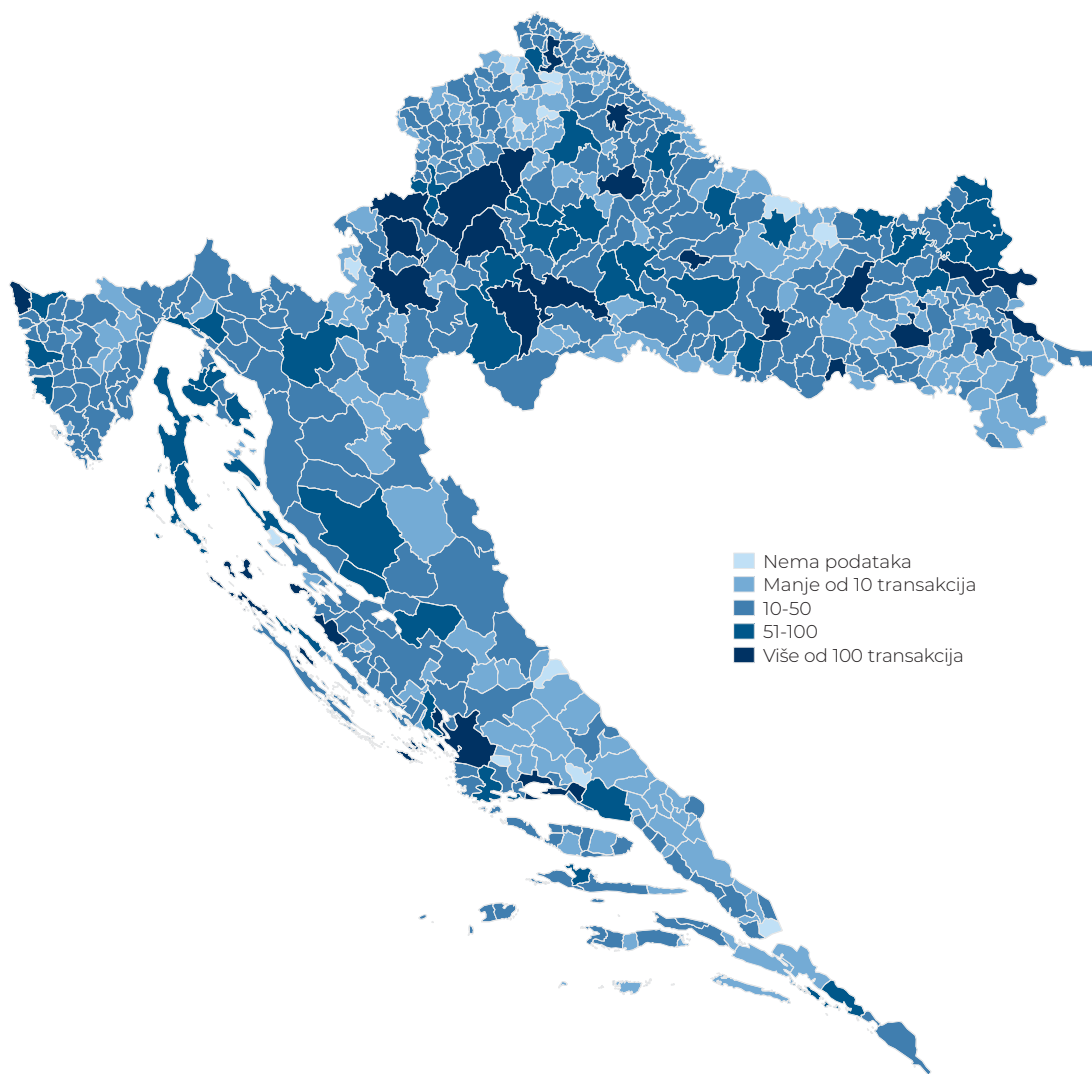 Nema podataka
Manje od 10 transakcija
10-50
51-100
Više od 100 transakcija